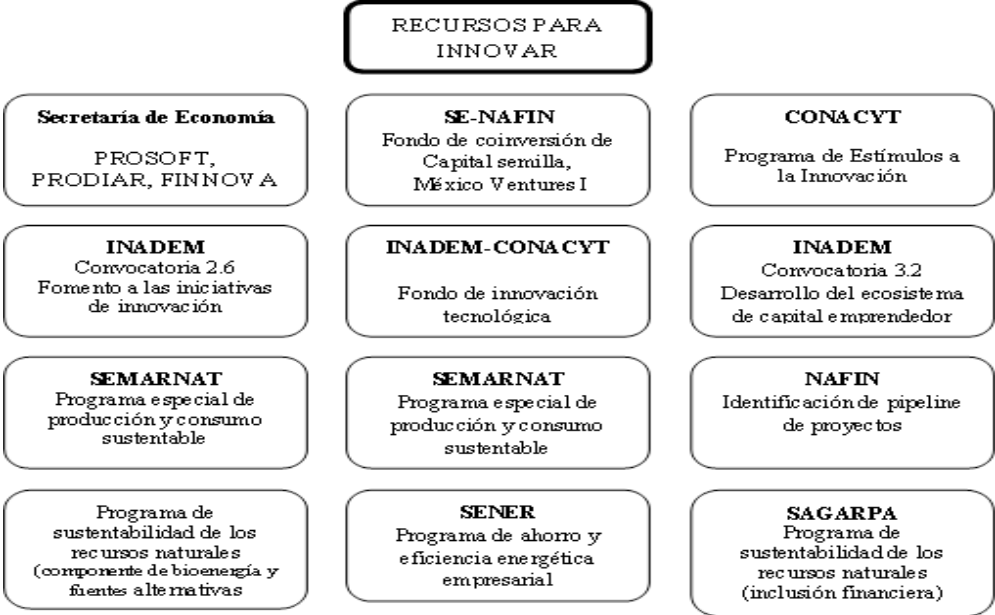 RECURSOS PARA
INNOVAR
Secretaría de Economía
PROSOFT,
PRODIAR, FINNOVA
SE-NAFIN
Fondo de coinversión de
Capital semilla,
México Ventures I
CONACYT
Programa de Estímulos a
la Innovación
INADEM
Convocatoria 2.6
Fomento a las iniciativas
de innovación
INADEM-CONACYT
Fondo de innovación
tecnológica
INADEM
Convocatoria 3.2
Desarrollo del ecosistema
de capital emprendedor
SEMARNAT
Programa especial de
producción y consumo
sustentable
SEMARNAT
Programa especial de
producción y consumo
sustentable
NAFIN
Identificación de pipeline
de proyectos
Programa de
sustentabilidad de los
recursos naturales
(componente de bioenergía y
fuentes alternativas
SENER
Programa de ahorro y
eficiencia energética
empresarial
SAGARPA
Programa de
sustentabilidad de los
recursos naturales
(inclusión financiera)